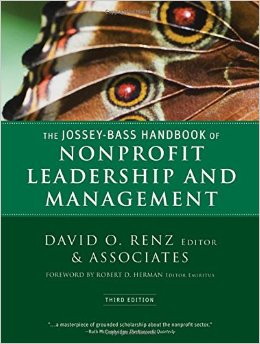 THE JOSSEY-BASS HANDBOOK OF
NONPROFIT
LEADERSHIP AND
MANAGEMENT
DAVID O. RENZ EDITOR
& ASSOCIATES
FOREWORD BY ROBERT D. HERMAN EDITOR EMERITUS
THIRD EDITION
"...a masterpiece of grounded scholarship about the nonprofit sector."